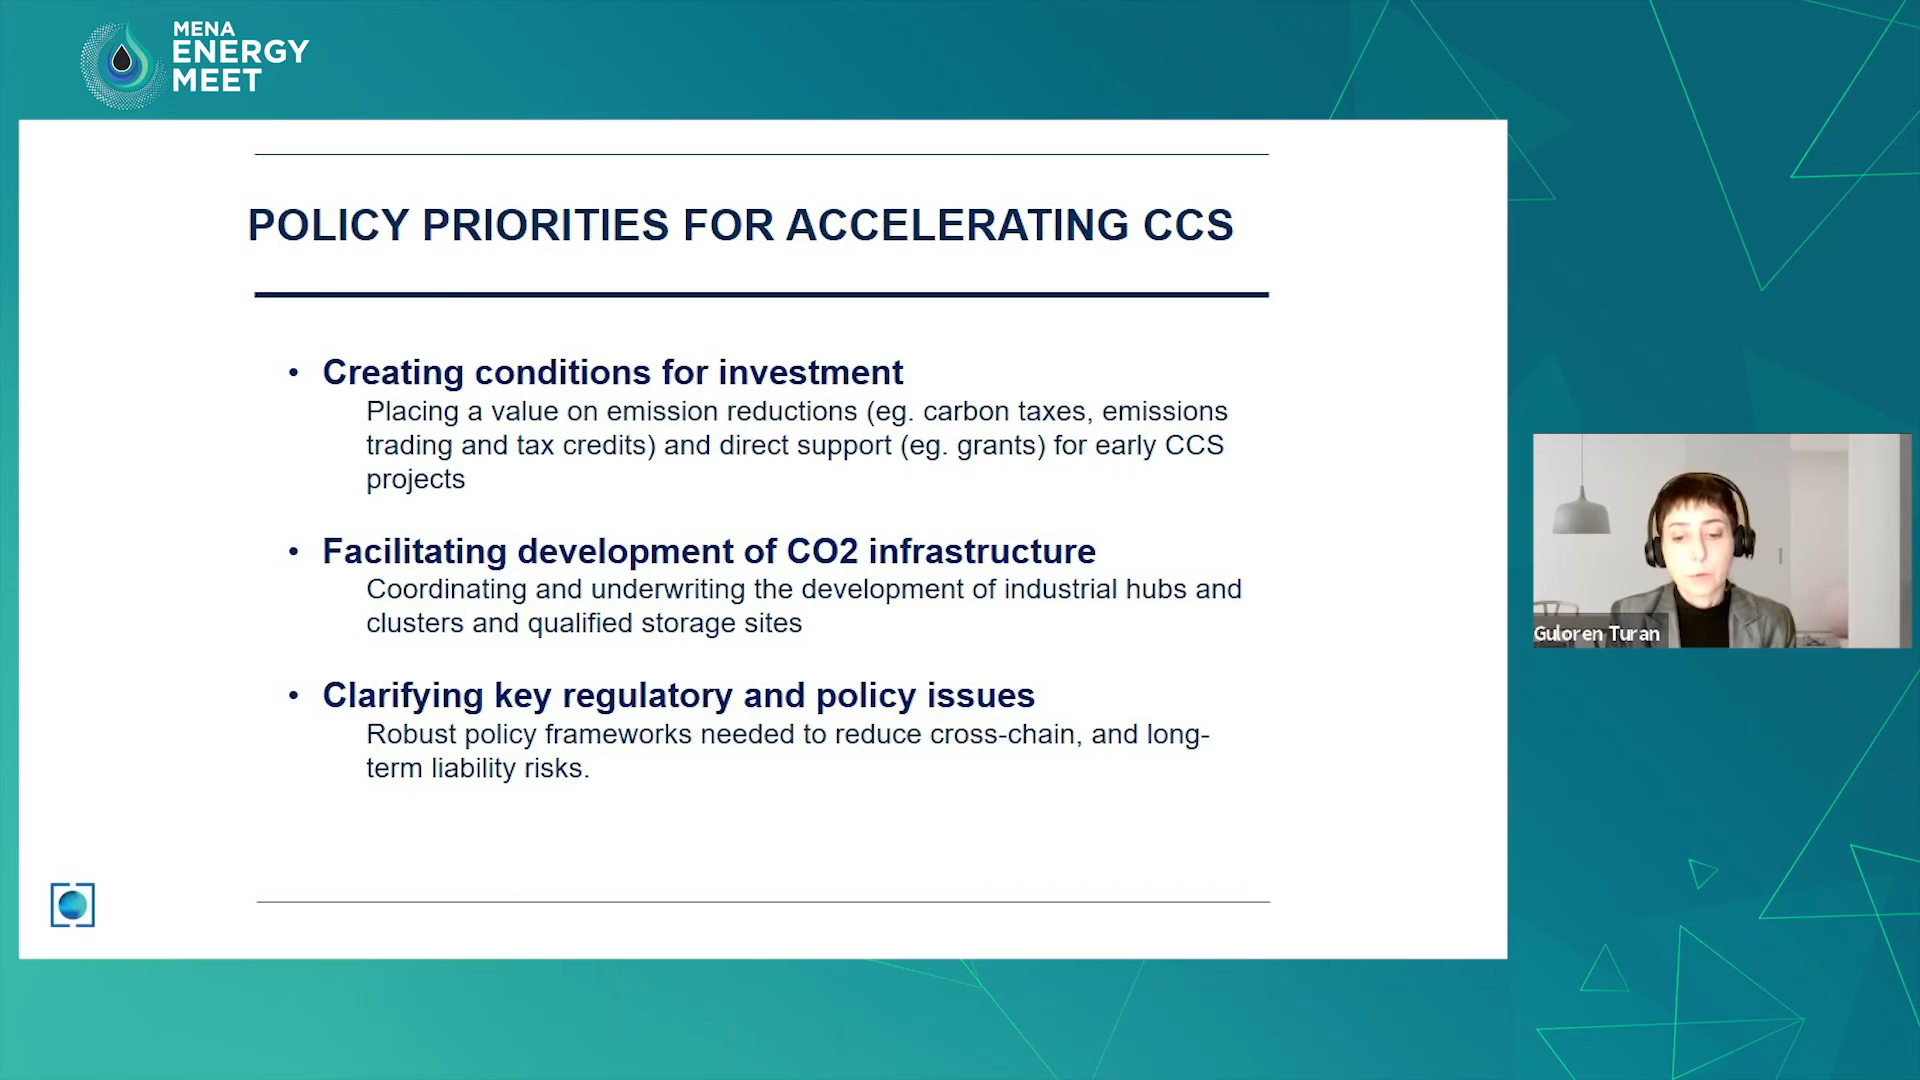 MENA
ENERGY
MEET
POLICY PRIORITIES FOR ACCELERATING CCS
• Creating conditions for investment
Placing a value on emission reductions (eg. carbon taxes, emissions
trading and tax credits) and direct support (eg. grants) for early CCS
projects
• Facilitating development of CO2 infrastructure
Coordinating and underwriting the development of industrial hubs and
clusters and qualified storage sites
• Clarifying key regulatory and policy issues
Robust policy frameworks needed to reduce cross-chain, and long-
term liability risks.
Guloren Turan